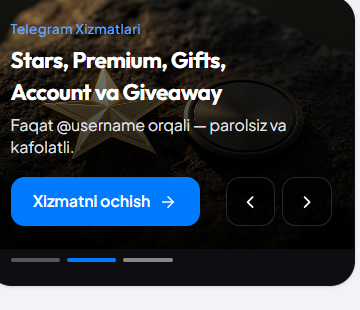 Telegram Xizmatlari
Stars, Premium, Gifts,
Account va Giveaway
Faqat @username orqali — parolsiz va
kafolatli.
Xizmatni ochish →